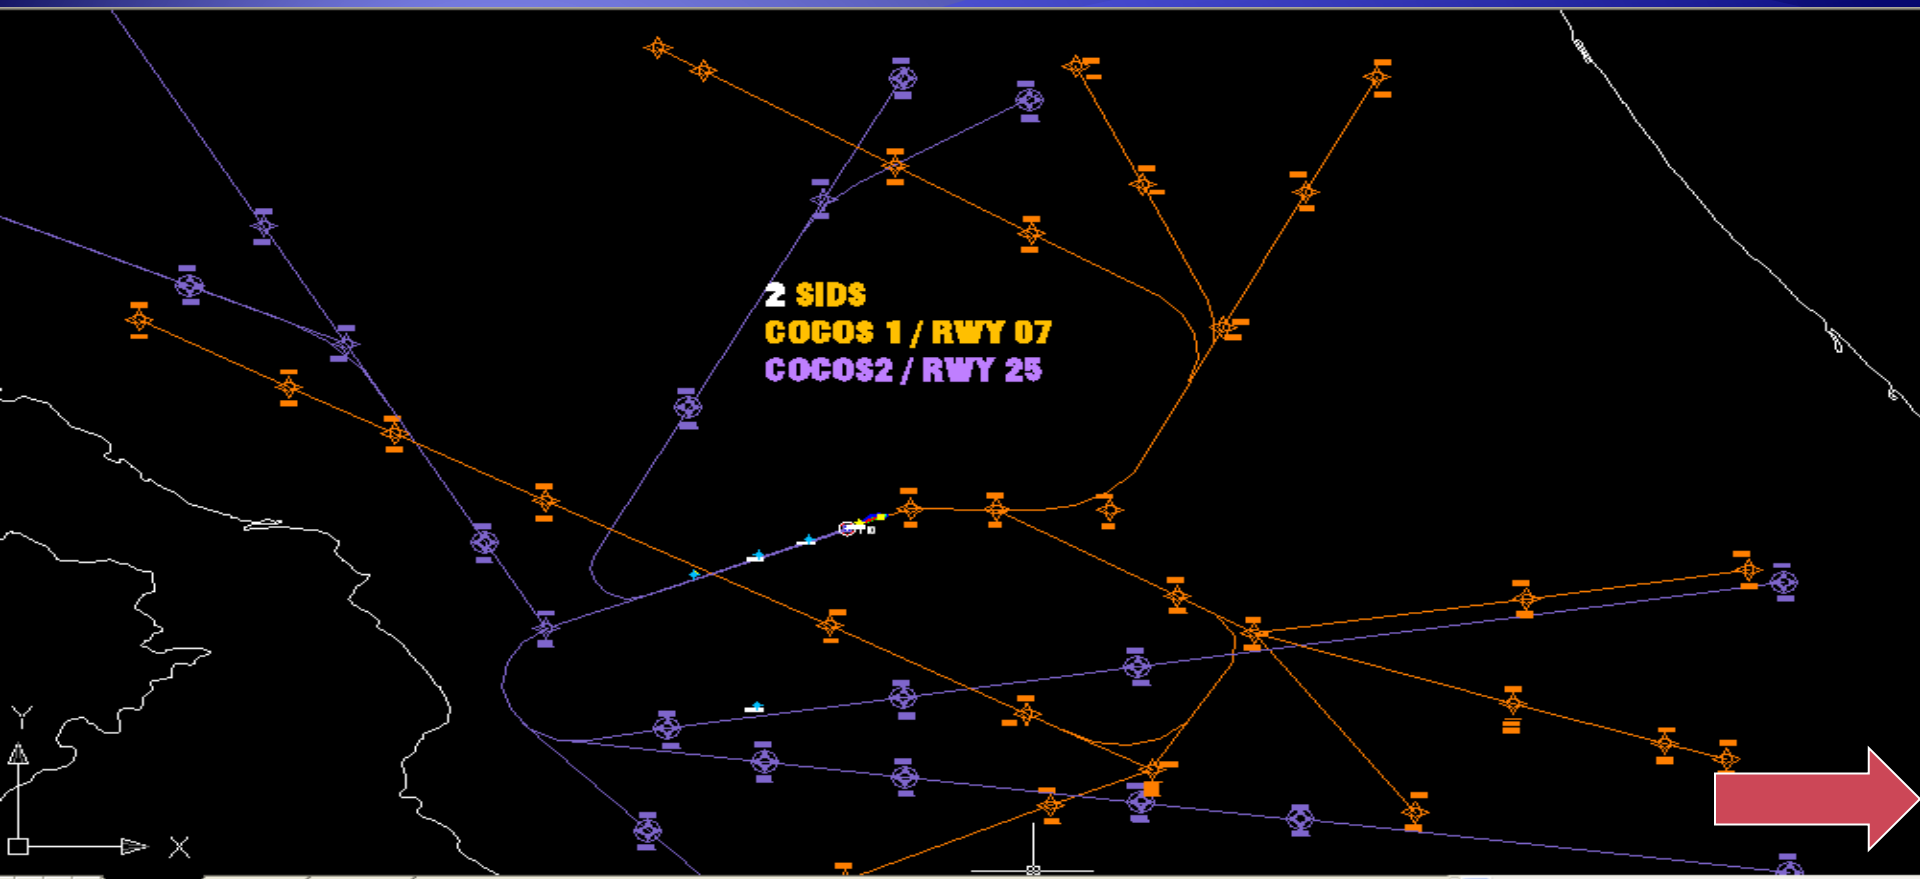 2 SIDS
COCOS 1 / RWY 07
COCOS2 / RWY 25
Y
X